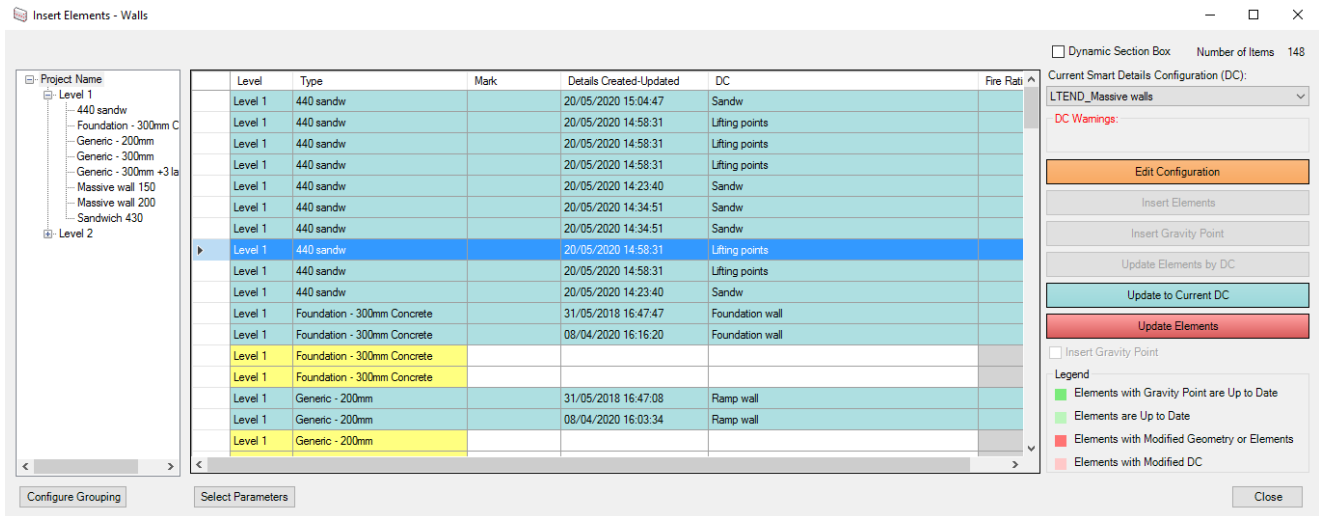 Insert Elements - Walls
Dynamic Section Box Number of Items 148
Project Name
Level 1
440 sandw
Foundation - 300mm C
Generic - 200mm
Generic - 300mm
Generic - 300mm +3 la
Massive wall 150
Massive wall 200
Sandwich 430
Level 2
Level Type Mark Details Created-Updated DC Fire Rati
Level 1 440 sandw 20/05/2020 15:04:47 Sandw
Level 1 440 sandw 20/05/2020 14:58:31 Lifting points
Level 1 440 sandw 20/05/2020 14:58:31 Lifting points
Level 1 440 sandw 20/05/2020 14:58:31 Lifting points
Level 1 440 sandw 20/05/2020 14:23:40 Sandw
Level 1 440 sandw 20/05/2020 14:34:51 Sandw
Level 1 440 sandw 20/05/2020 14:34:51 Sandw
Level 1 440 sandw 20/05/2020 14:58:31 Lifting points
Level 1 440 sandw 20/05/2020 14:58:31 Lifting points
Level 1 440 sandw 20/05/2020 14:23:40 Sandw
Level 1 Foundation - 300mm Concrete 31/05/2018 16:47:47 Foundation wall
Level 1 Foundation - 300mm Concrete 08/04/2020 16:16:20 Foundation wall
Level 1 Foundation - 300mm Concrete
Level 1 Foundation - 300mm Concrete
Level 1 Generic - 200mm 31/05/2018 16:47:08 Ramp wall
Level 1 Generic - 200mm 08/04/2020 16:03:34 Ramp wall
Level 1 Generic - 200mm
Current Smart Details Configuration (DC):
LTEND_Massive walls
DC Warnings:
Edit Configuration
Insert Elements
Insert Gravity Point
Update Elements by DC
Update to Current DC
Update Elements
Insert Gravity Point
Legend
Elements with Gravity Point are Up to Date
Elements are Up to Date
Elements with Modified Geometry or Elements
Elements with Modified DC
Configure Grouping
Select Parameters
Close